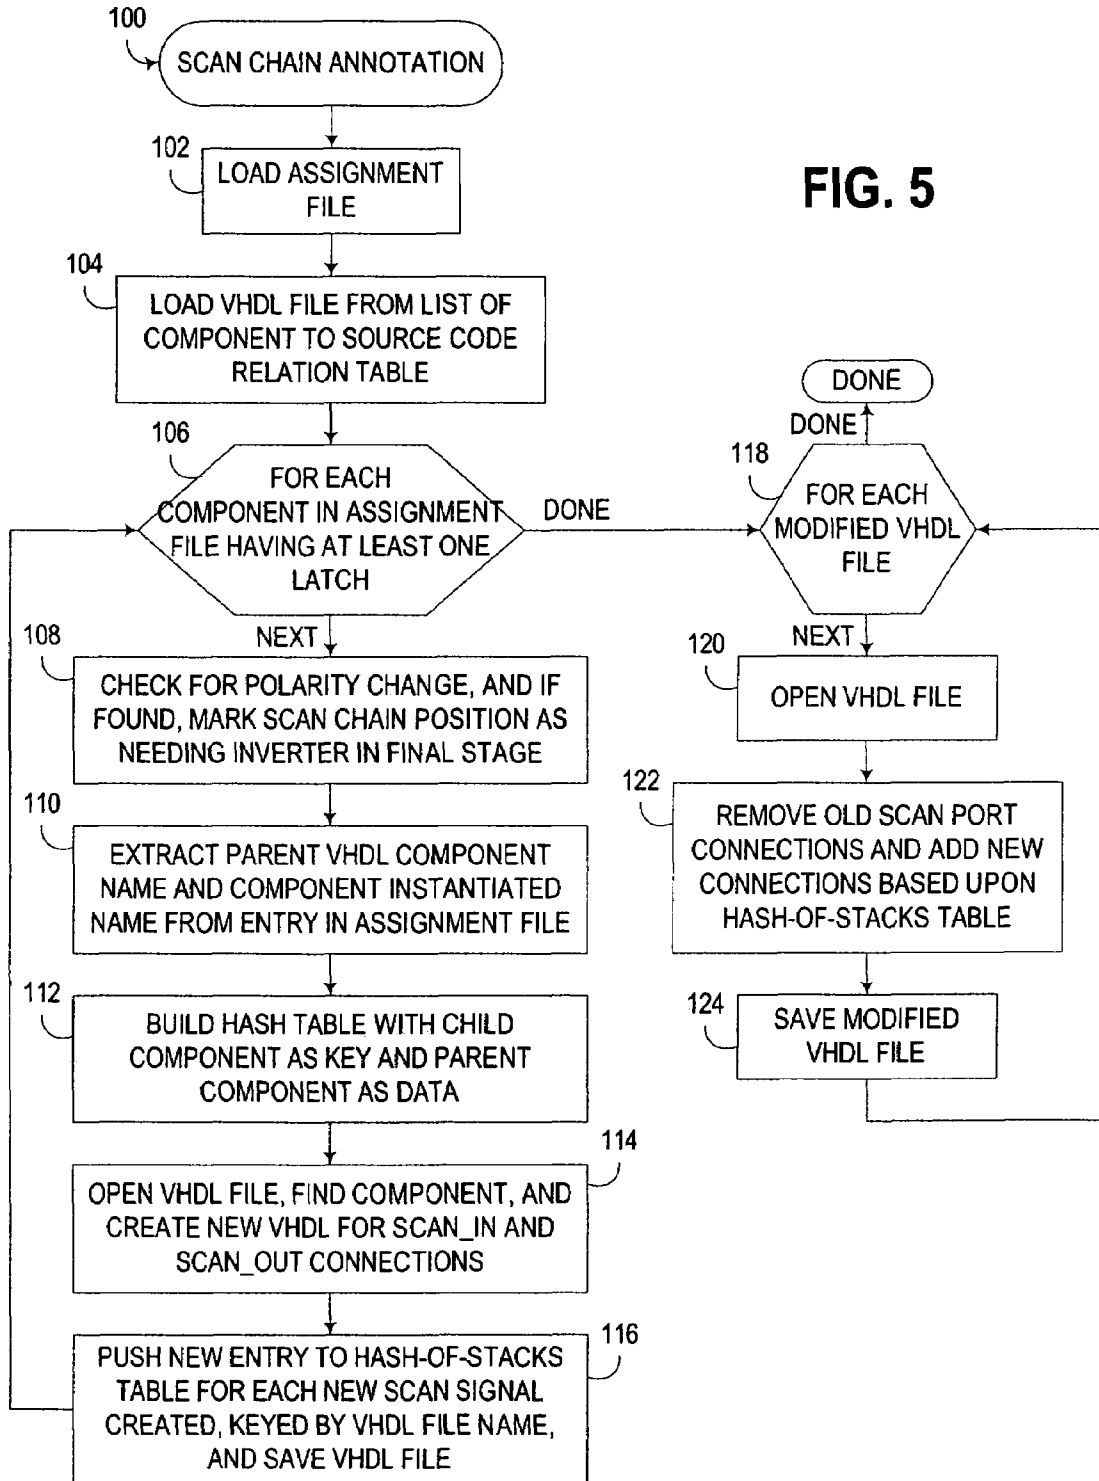 100
SCAN CHAIN ANNOTATION
102
LOAD ASSIGNMENT
FILE
FIG. 5
104
LOAD VHDL FILE FROM LIST OF
COMPONENT TO SOURCE CODE
RELATION TABLE
106
FOR EACH
COMPONENT IN ASSIGNMENT
FILE HAVING AT LEAST ONE
LATCH
DONE
NEXT
108
CHECK FOR POLARITY CHANGE, AND IF
FOUND, MARK SCAN CHAIN POSITION AS
NEEDING INVERTER IN FINAL STAGE
110
EXTRACT PARENT VHDL COMPONENT
NAME AND COMPONENT INSTANTIATED
NAME FROM ENTRY IN ASSIGNMENT FILE
112
BUILD HASH TABLE WITH CHILD
COMPONENT AS KEY AND PARENT
COMPONENT AS DATA
114
OPEN VHDL FILE, FIND COMPONENT, AND
CREATE NEW VHDL FOR SCAN_IN AND
SCAN_OUT CONNECTIONS
116
PUSH NEW ENTRY TO HASH-OF-STACKS
TABLE FOR EACH NEW SCAN SIGNAL
CREATED, KEYED BY VHDL FILE NAME,
AND SAVE VHDL FILE
DONE
DONE
118
FOR EACH
MODIFIED VHDL
FILE
NEXT
120
OPEN VHDL FILE
122
REMOVE OLD SCAN PORT
CONNECTIONS AND ADD NEW
CONNECTIONS BASED UPON
HASH-OF-STACKS TABLE
124
SAVE MODIFIED
VHDL FILE